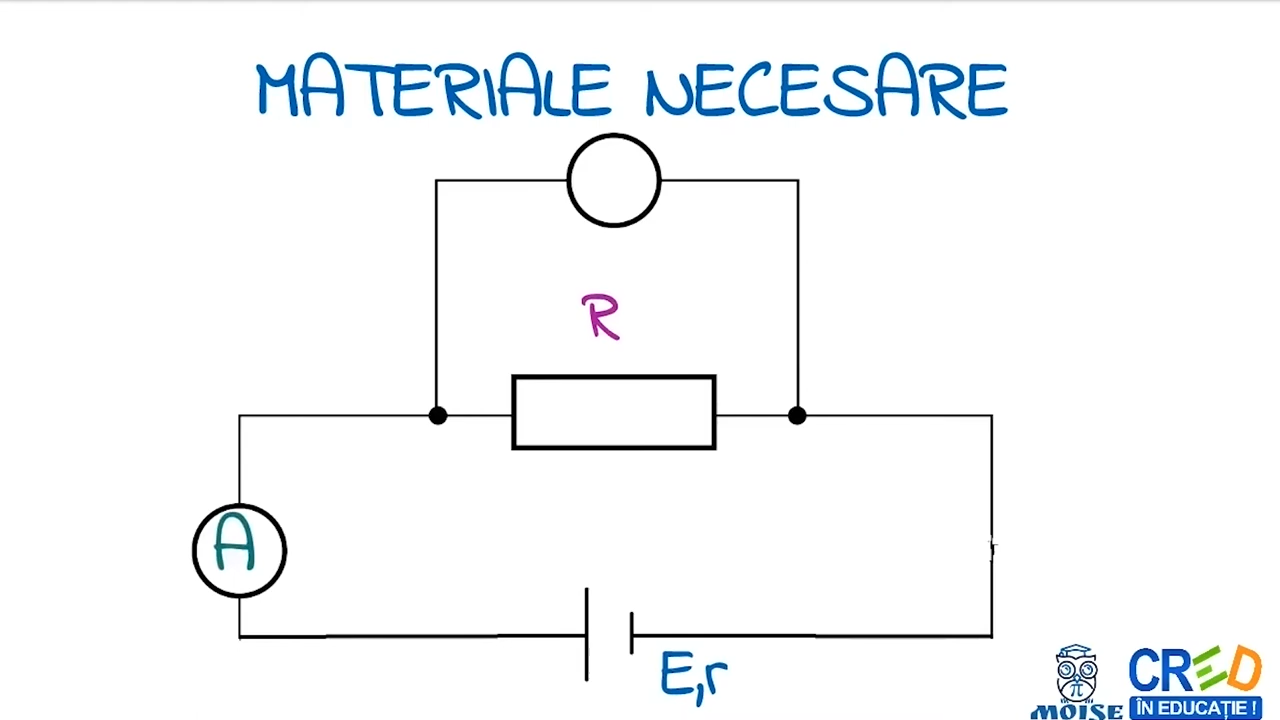 MATERIALE NECESARE
R
A
E,r
π
MOISE
CRED
ÎN EDUCAȚIE !